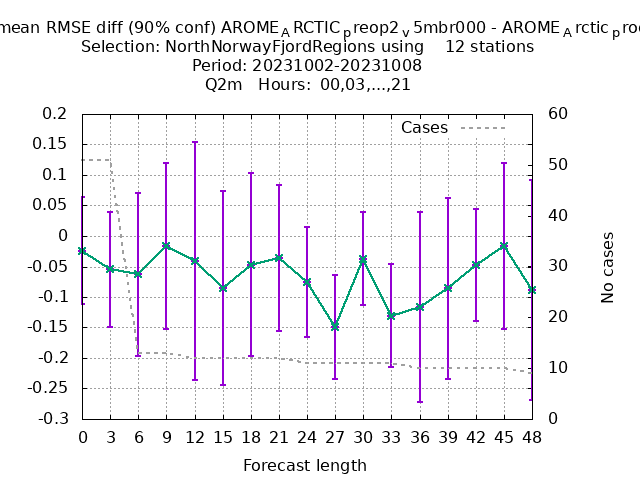 mean RMSE diff (90% conf) AROME_ARCTIC_preop2_v5mbr000 - AROME_Arctic_p
Selection: NorthNorwayFjordRegions using 12 stations
Period: 20231002-20231008
Q2m Hours: 00,03,...,21
Cases
0.2
0.15
0.1
0.05
0
-0.05
-0.1
-0.15
-0.2
-0.25
-0.3
60
50
40
30
20
10
0
No cases
0 3 6 9 12 15 18 21 24 27 30 33 36 39 42 45 48
Forecast length